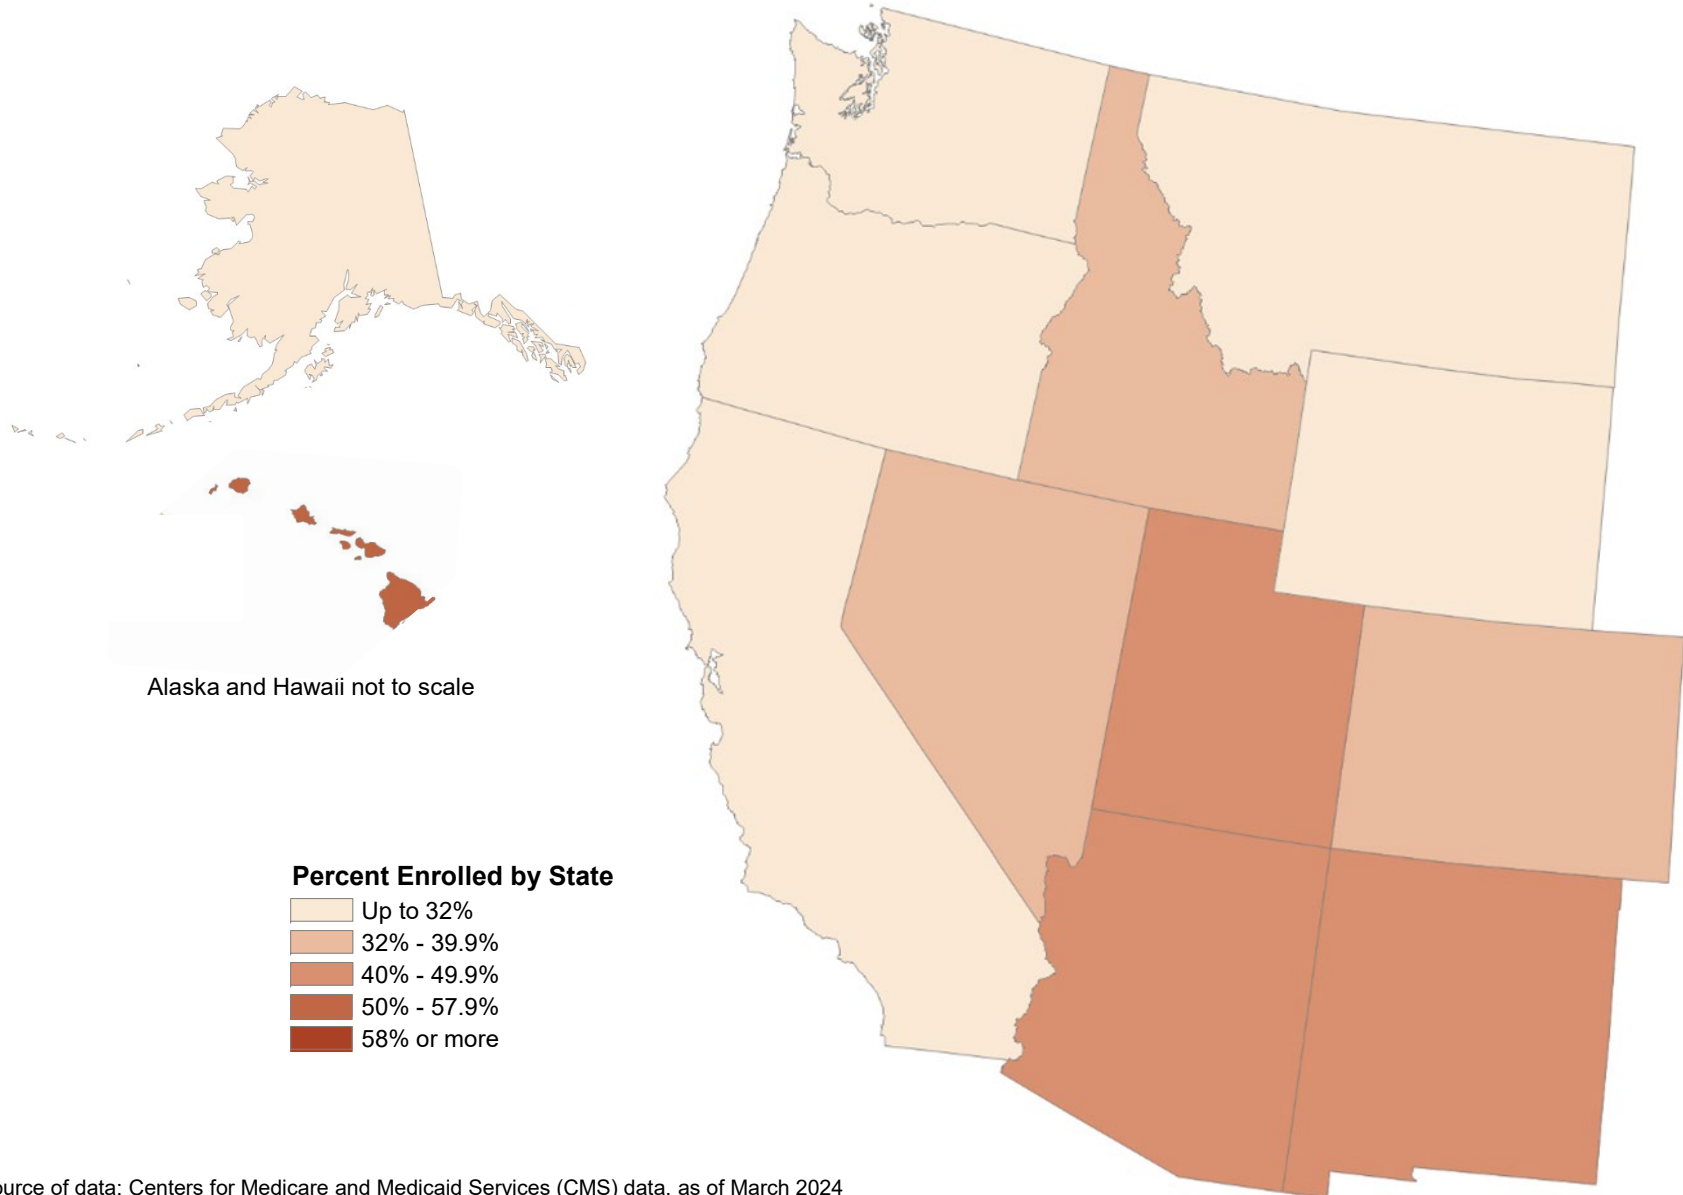 Alaska and Hawaii not to scale
Percent Enrolled by State
Up to 32%
32% - 39.9%
40% - 49.9%
50% - 57.9%
58% or more
ource of data: Centers for Medicare and Medicaid Services (CMS) data, as of March 2024